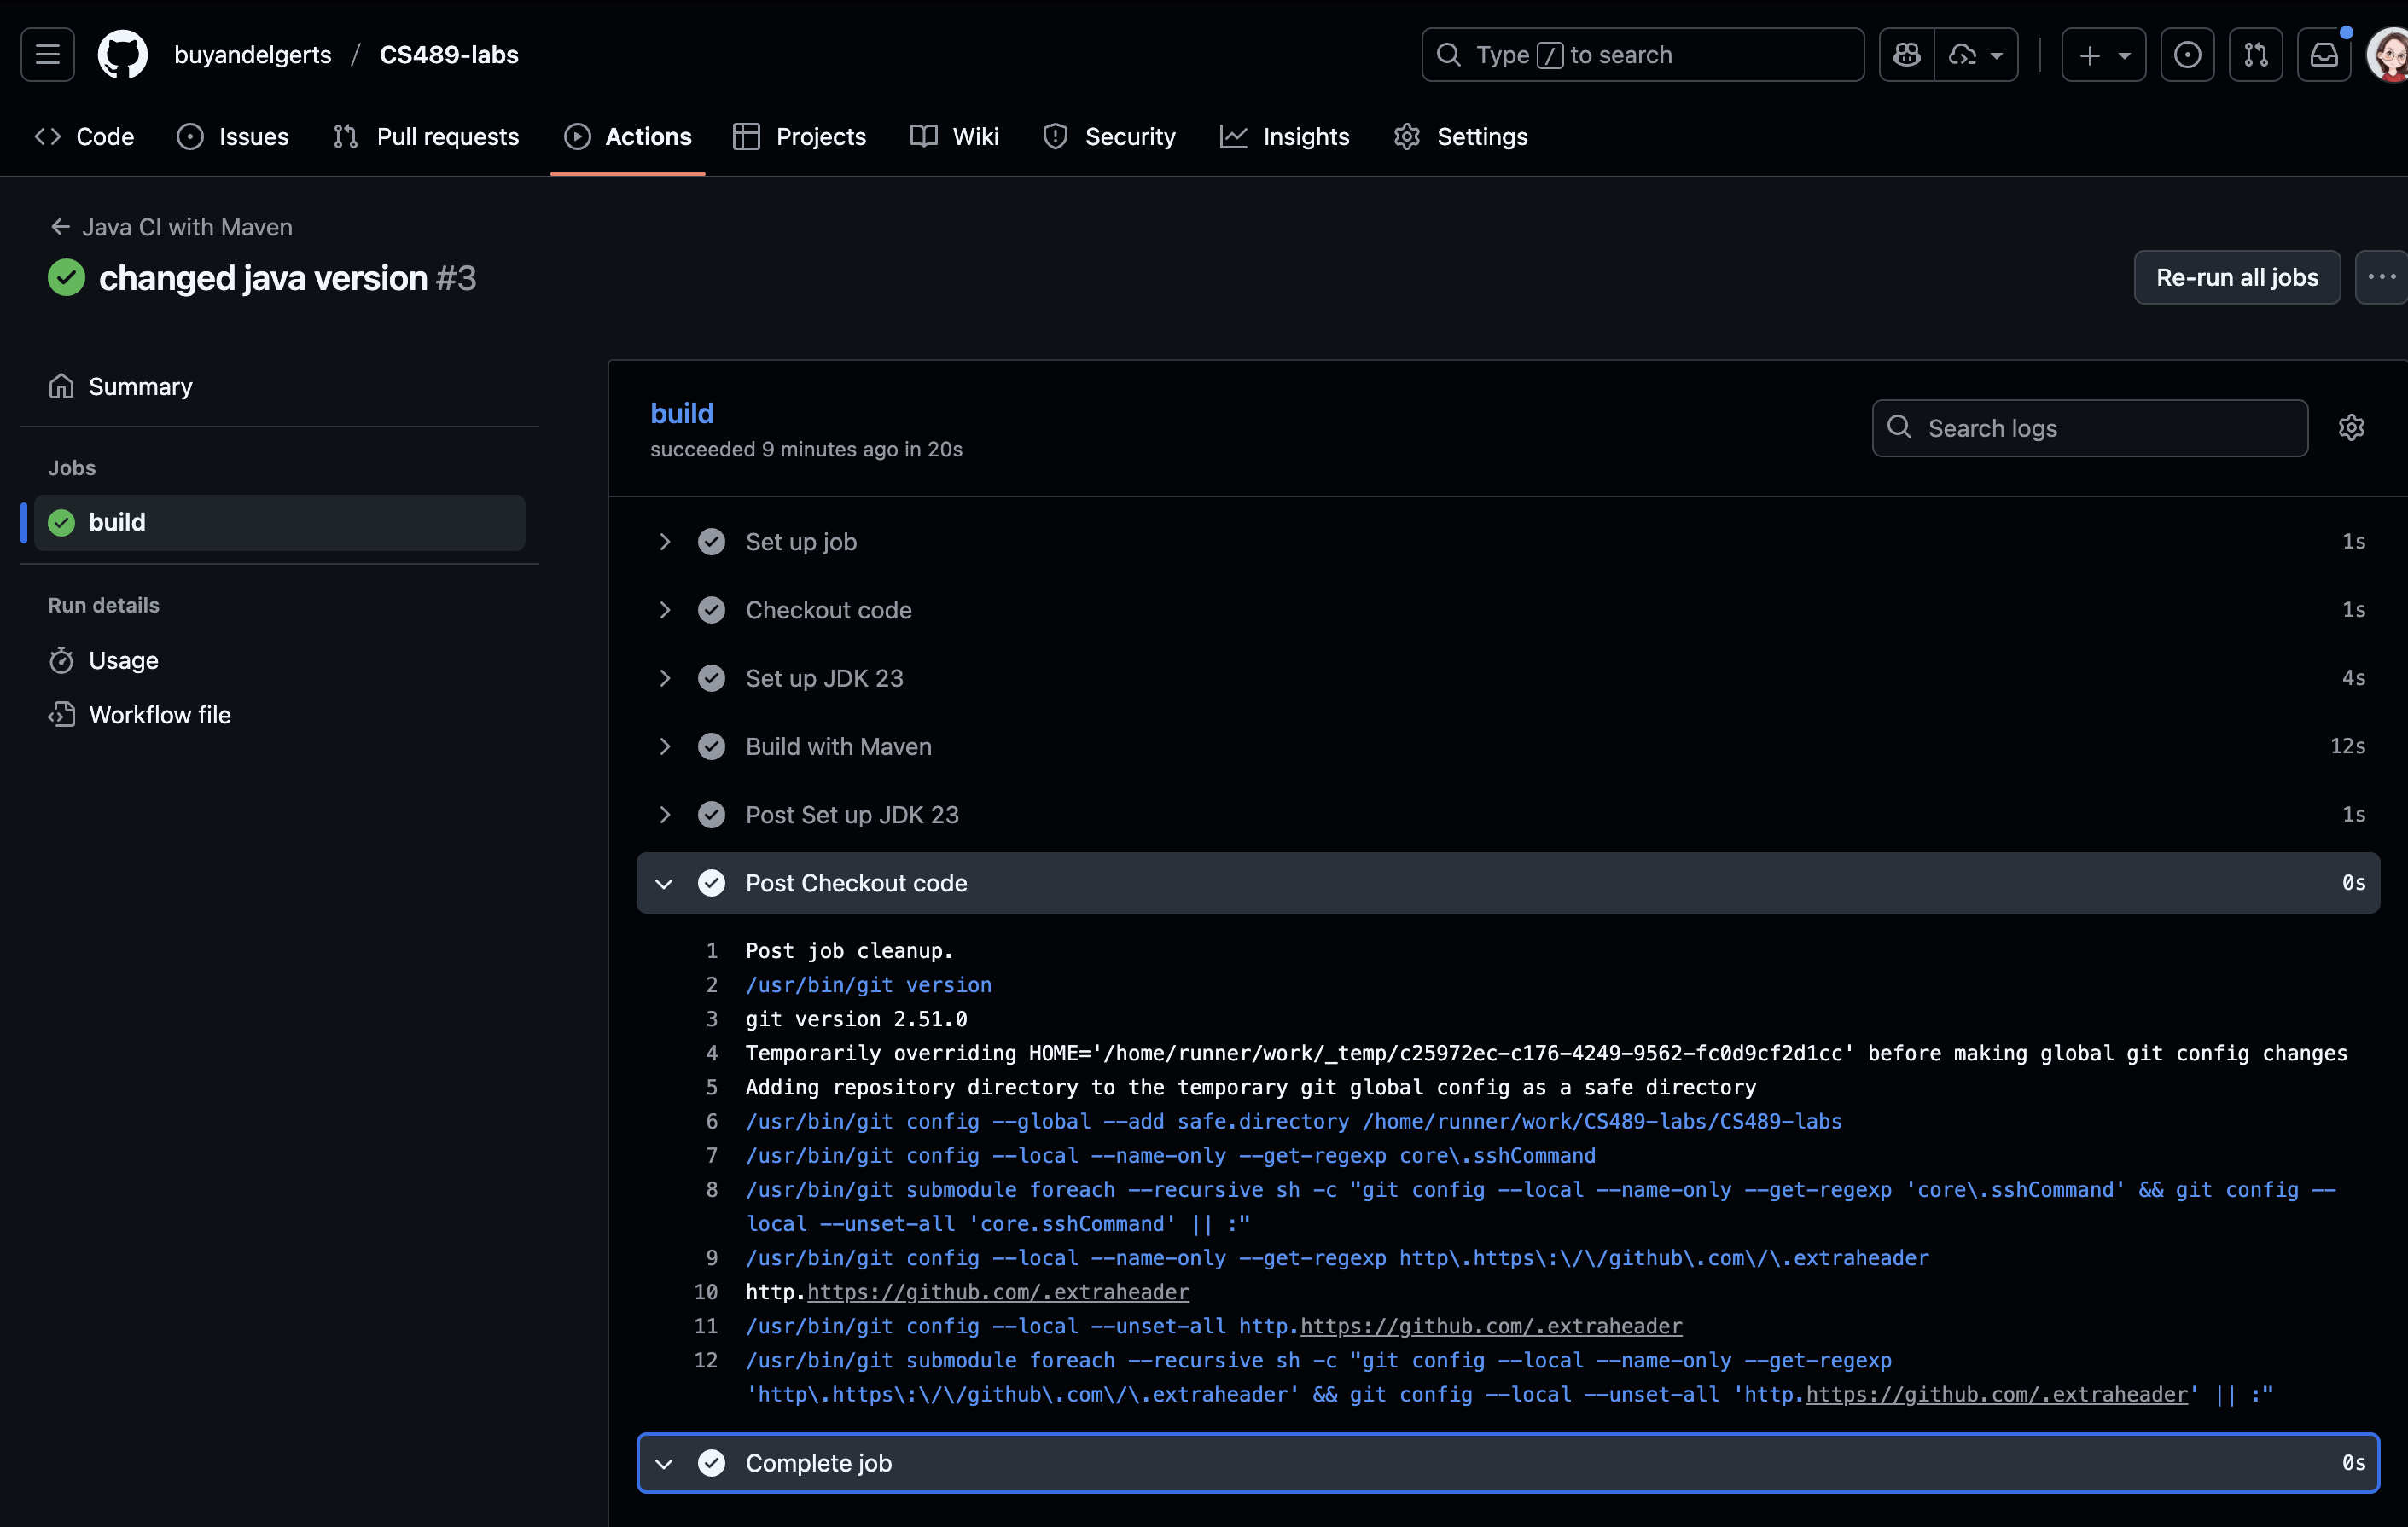 buyandelgerts / CS489-labs
Type / to search
Code Issues Pull requests Actions Projects Wiki Security Insights Settings
Java CI with Maven
changed java version #3
Re-run all jobs
Summary
Jobs
build
Run details
Usage
Workflow file
build
succeeded 9 minutes ago in 20s
Search logs
Set up job 1s
Checkout code 1s
Set up JDK 23 4s
Build with Maven 12s
Post Set up JDK 23 1s
Post Checkout code 0s
1 Post job cleanup.
2 /usr/bin/git version
3 git version 2.51.0
4 Temporarily overriding HOME='/home/runner/work/_temp/c25972ec-c176-4249-9562-fc0d9cf2d1cc' before making global git config changes
5 Adding repository directory to the temporary git global config as a safe directory
6 /usr/bin/git config --global --add safe.directory /home/runner/work/CS489-labs/CS489-labs
7 /usr/bin/git config --local --name-only --get-regexp core\.sshCommand
8 /usr/bin/git submodule foreach --recursive sh -c "git config --local --name-only --get-regexp 'core\.sshCommand' && git config --
local --unset-all 'core.sshCommand' || :"
9 /usr/bin/git config --local --name-only --get-regexp http\.https\:\/\/github\.com\/\.extraheader
10 http.https://github.com/.extraheader
11 /usr/bin/git config --local --unset-all http.https://github.com/.extraheader
12 /usr/bin/git submodule foreach --recursive sh -c "git config --local --name-only --get-regexp
'http\.https\:\/\/github\.com\/\.extraheader' && git config --local --unset-all 'http.https://github.com/.extraheader' || :"
Complete job 0s